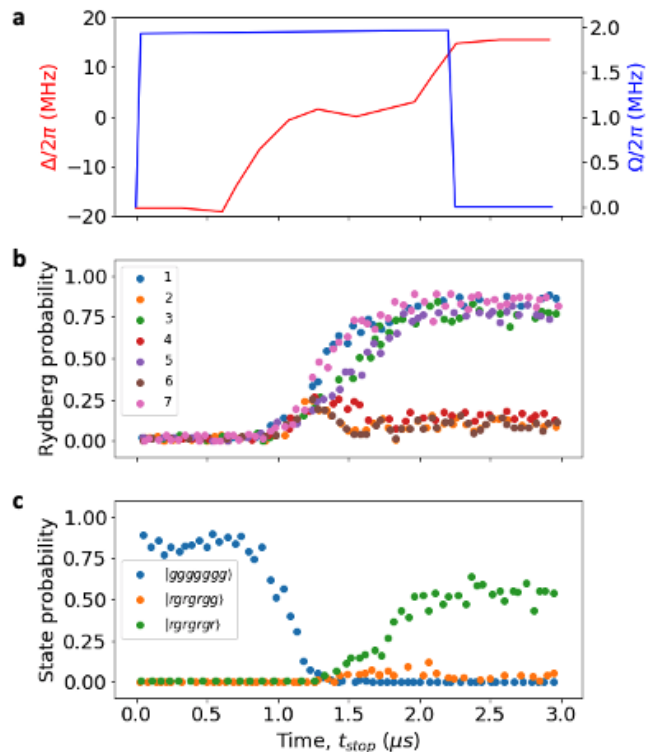 a
20
10
0
−10
−20
Δ/2π (MHz)
2.0
1.5
1.0
0.5
0.0
Ω/2π (MHz)
b
1.00
0.75
0.50
0.25
0.00
Rydberg probability
1
2
3
4
5
6
7
c
1.00
0.75
0.50
0.25
0.00
State probability
|ggggggg⟩
|rgrgrgg⟩
|rgrgrgr⟩
0.0 0.5 1.0 1.5 2.0 2.5 3.0
Time, t_stop (μs)